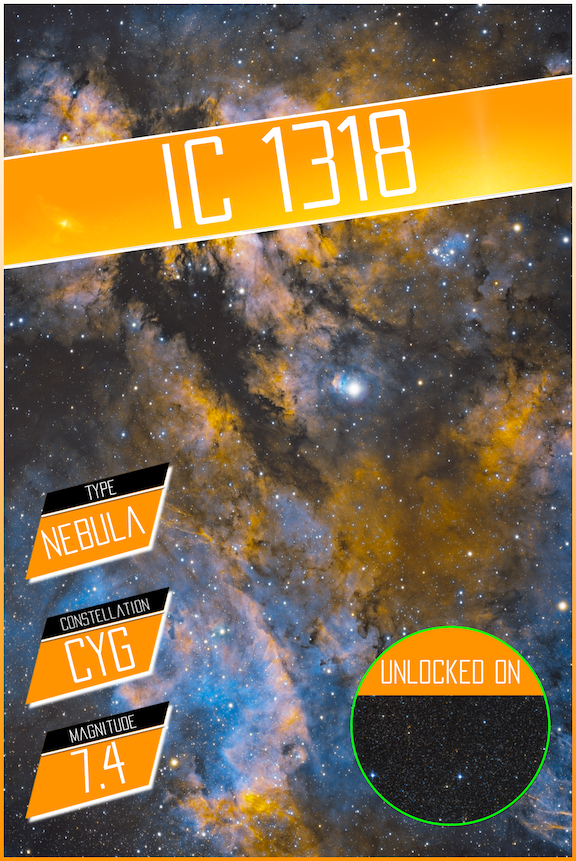 IC 1318
TYPE
NEBULA
CONSTELLATION
CYG
MAGNITUDE
7.4
UNLOCKED ON